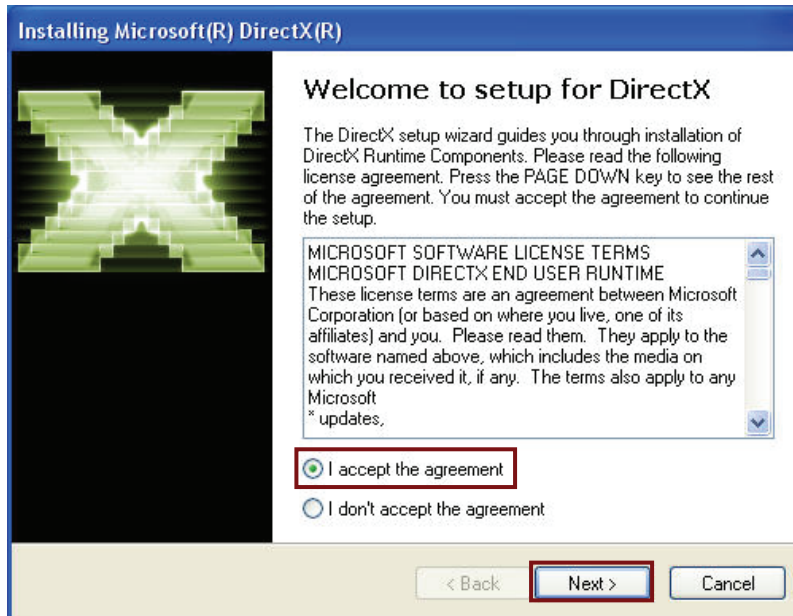 Installing Microsoft(R) DirectX(R)
Welcome to setup for DirectX
The DirectX setup wizard guides you through installation of
DirectX Runtime Components. Please read the following
license agreement. Press the PAGE DOWN key to see the rest
of the agreement. You must accept the agreement to continue
the setup.
MICROSOFT SOFTWARE LICENSE TERMS
MICROSOFT DIRECTX END USER RUNTIME
These license terms are an agreement between Microsoft
Corporation (or based on where you live, one of its
affiliates) and you.  Please read them.  They apply to the
software named above, which includes the media on
which you received it, if any.  The terms also apply to any
Microsoft
* updates,
I accept the agreement
I don't accept the agreement
< Back
Next >
Cancel